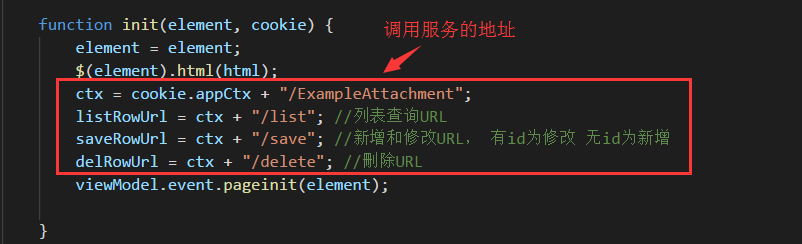 function init(element, cookie) {
调用服务的地址
element = element;
$(element).html(html);
ctx = cookie.appCtx + "/ExampleAttachment";
listRowUrl = ctx + "/list"; //列表查询URL
saveRowUrl = ctx + "/save"; //新增和修改URL, 有id为修改 无id为新增
delRowUrl = ctx + "/delete"; //刪除URL
viewModel.event.pageinit(element);
}